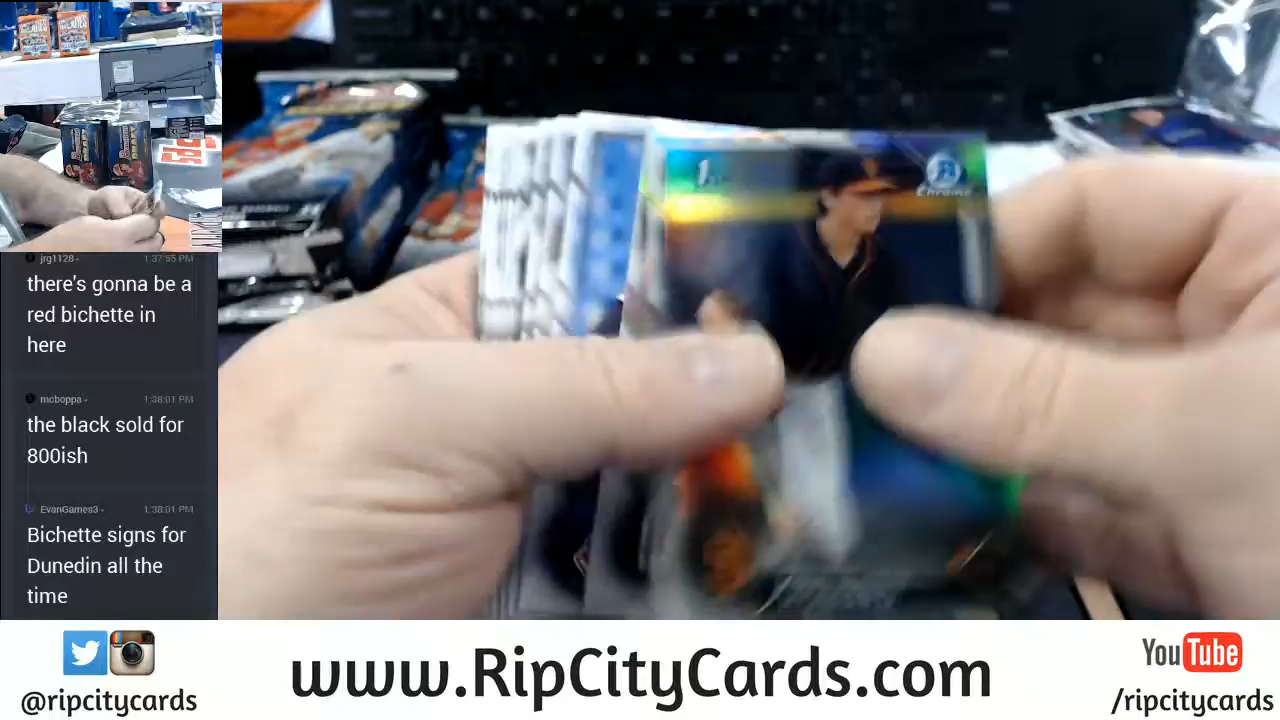 jrg1128
1:37:55 PM
there's gonna be a
red bichette in
here
mcboppa
1:38:01 PM
the black sold for
800ish
EvanGames3
1:38:01 PM
Bichette signs for
Dunedin all the
time
1st
B
Chrome
@ripcitycards
www.RipCityCards.com
YouTube
/ripcitycards